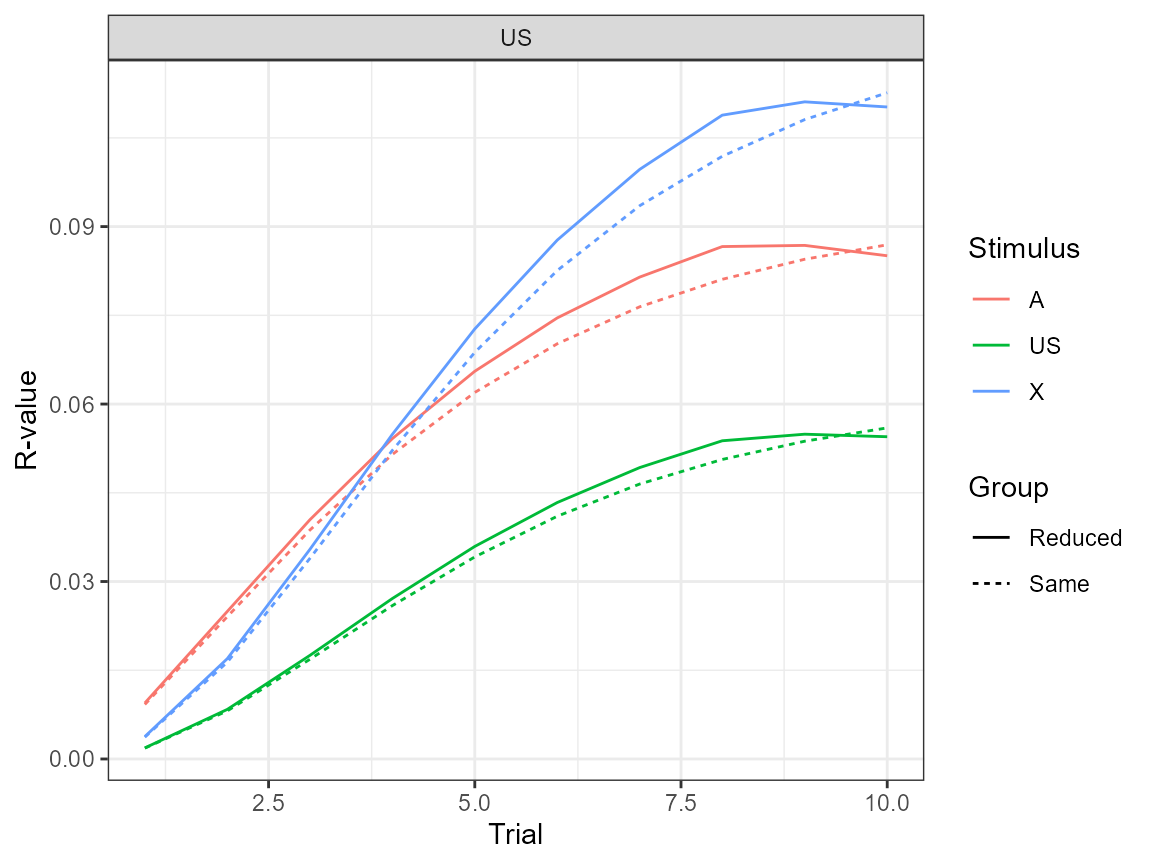 US
R-value
0.09
0.06
0.03
0.00
2.5 5.0 7.5 10.0
Trial
Stimulus
A
US
X
Group
Reduced
Same